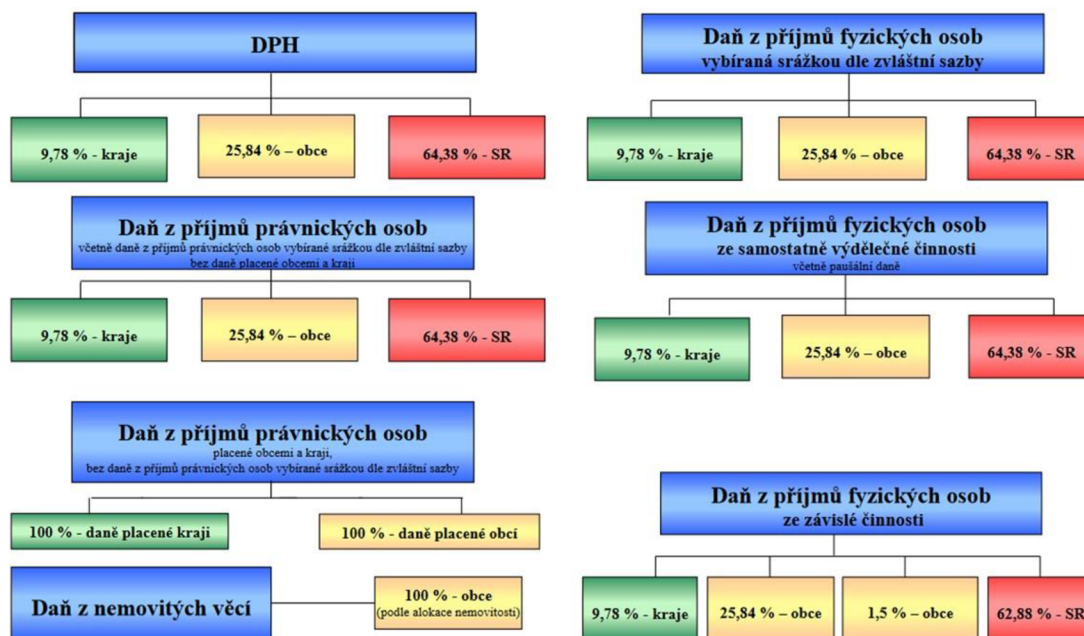 DPH
9,78 % - kraje
25,84 % – obce
64,38 % - SR
Daň z příjmů fyzických osob
vybíraná srážkou dle zvláštní sazby
9,78 % - kraje
25,84 % – obce
64,38 % - SR
Daň z příjmů právnických osob
včetně daně z příjmů právnických osob vybírané srážkou dle zvláštní sazby
bez daně placené obcemi a kraji
9,78 % - kraje
25,84 % – obce
64,38 % - SR
Daň z příjmů fyzických osob
ze samostatně výdělečné činnosti
včetně paušální daně
9,78 % - kraje
25,84 % – obce
64,38 % - SR
Daň z příjmů právnických osob
placené obcemi a kraji,
bez daně z příjmů právnických osob vybírané srážkou dle zvláštní sazby
100 % - daně placené kraji
100 % - daně placené obcí
Daň z nemovitých věcí
100 % - obce
(podle alokace nemovitosti)
Daň z příjmů fyzických osob
ze závislé činnosti
9,78 % - kraje
25,84 % – obce
1,5 % – obce
62,88 % - SR